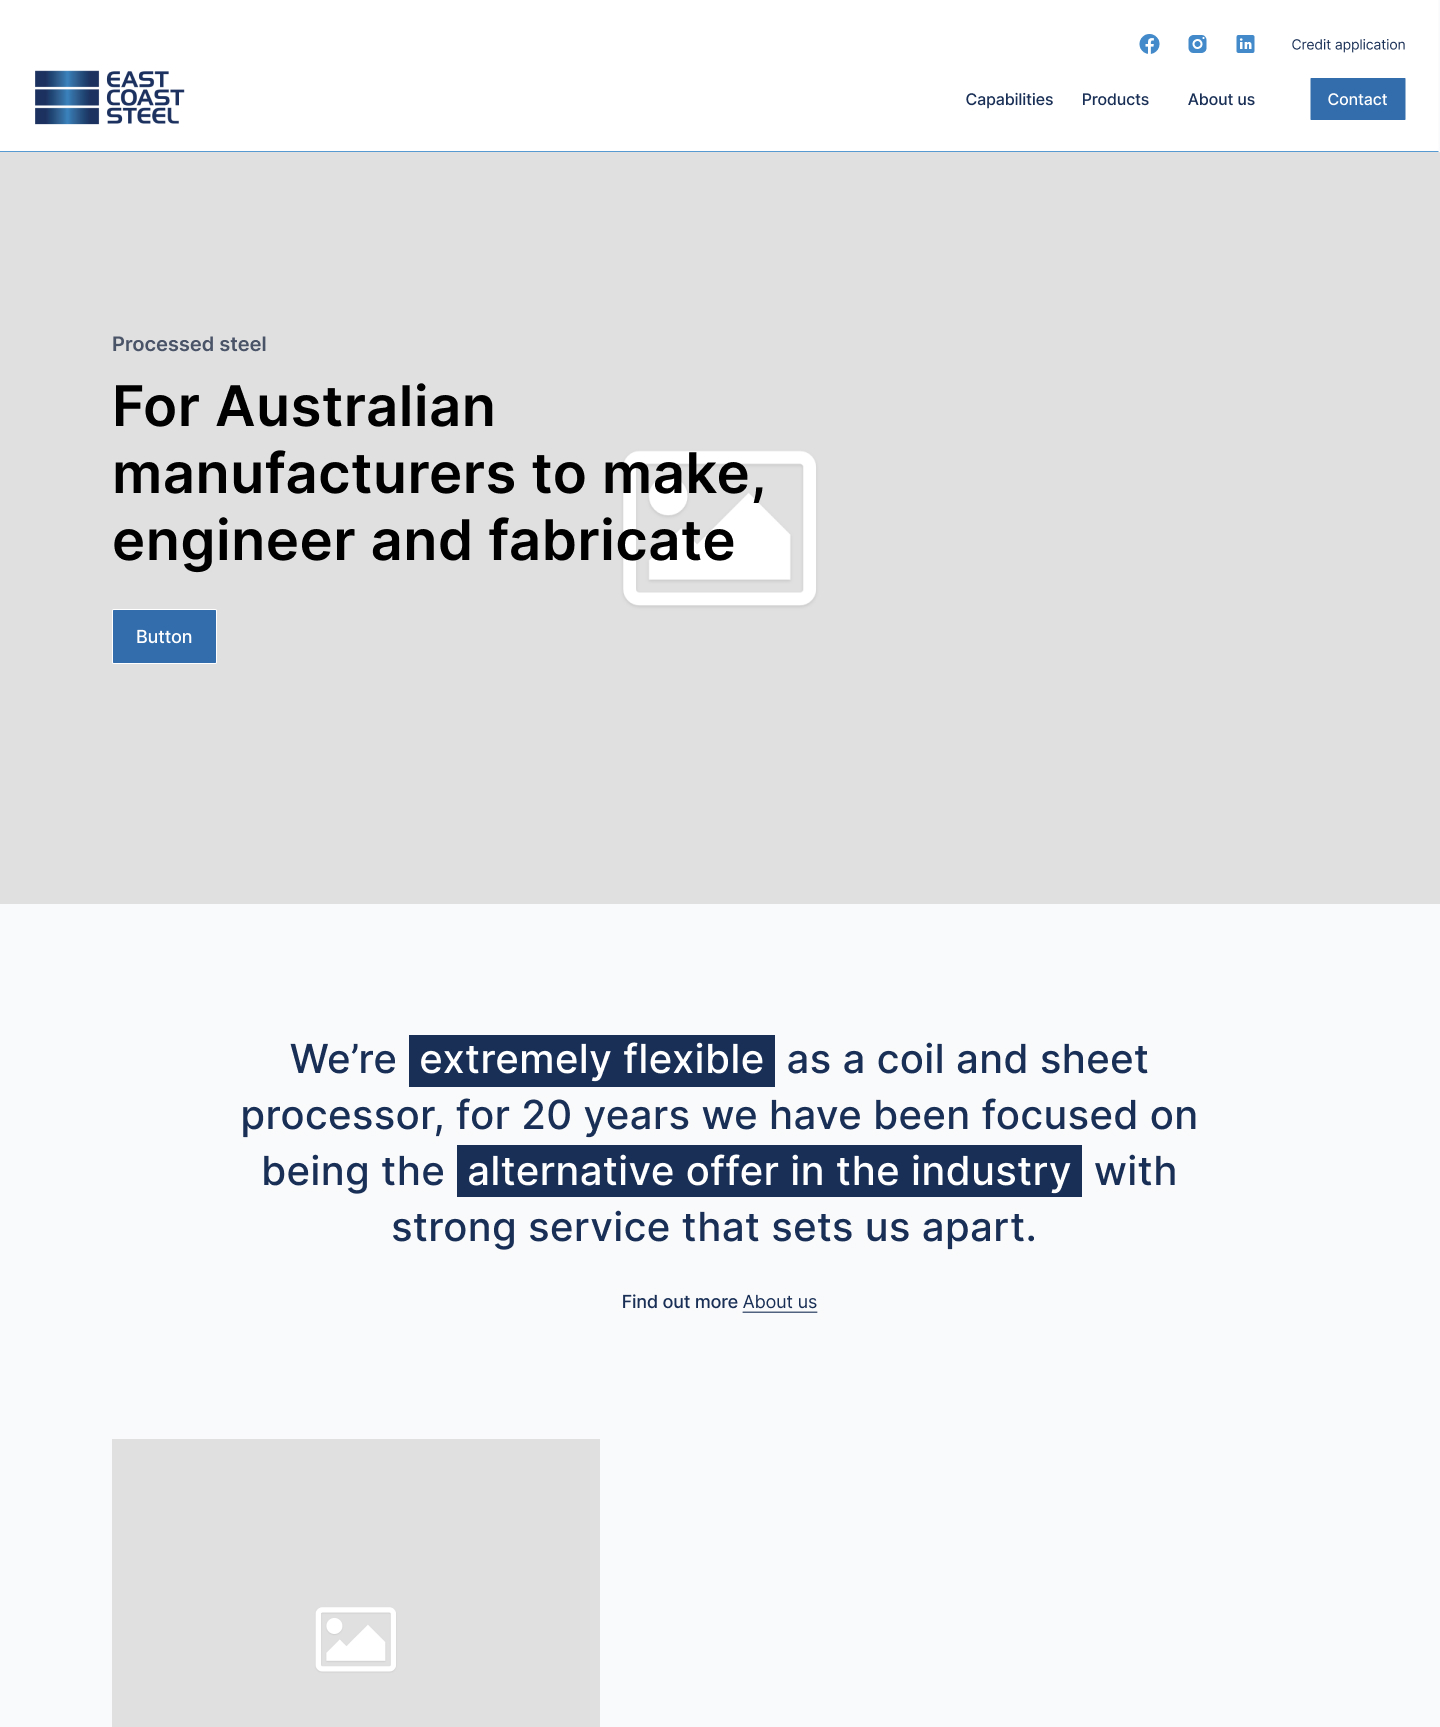 Credit application
EAST
COAST
STEEL
Capabilities
Products
About us
Contact
Processed steel
For Australian
manufacturers to make,
engineer and fabricate
Button
We’re extremely flexible as a coil and sheet
processor, for 20 years we have been focused on
being the alternative offer in the industry with
strong service that sets us apart.
Find out more About us